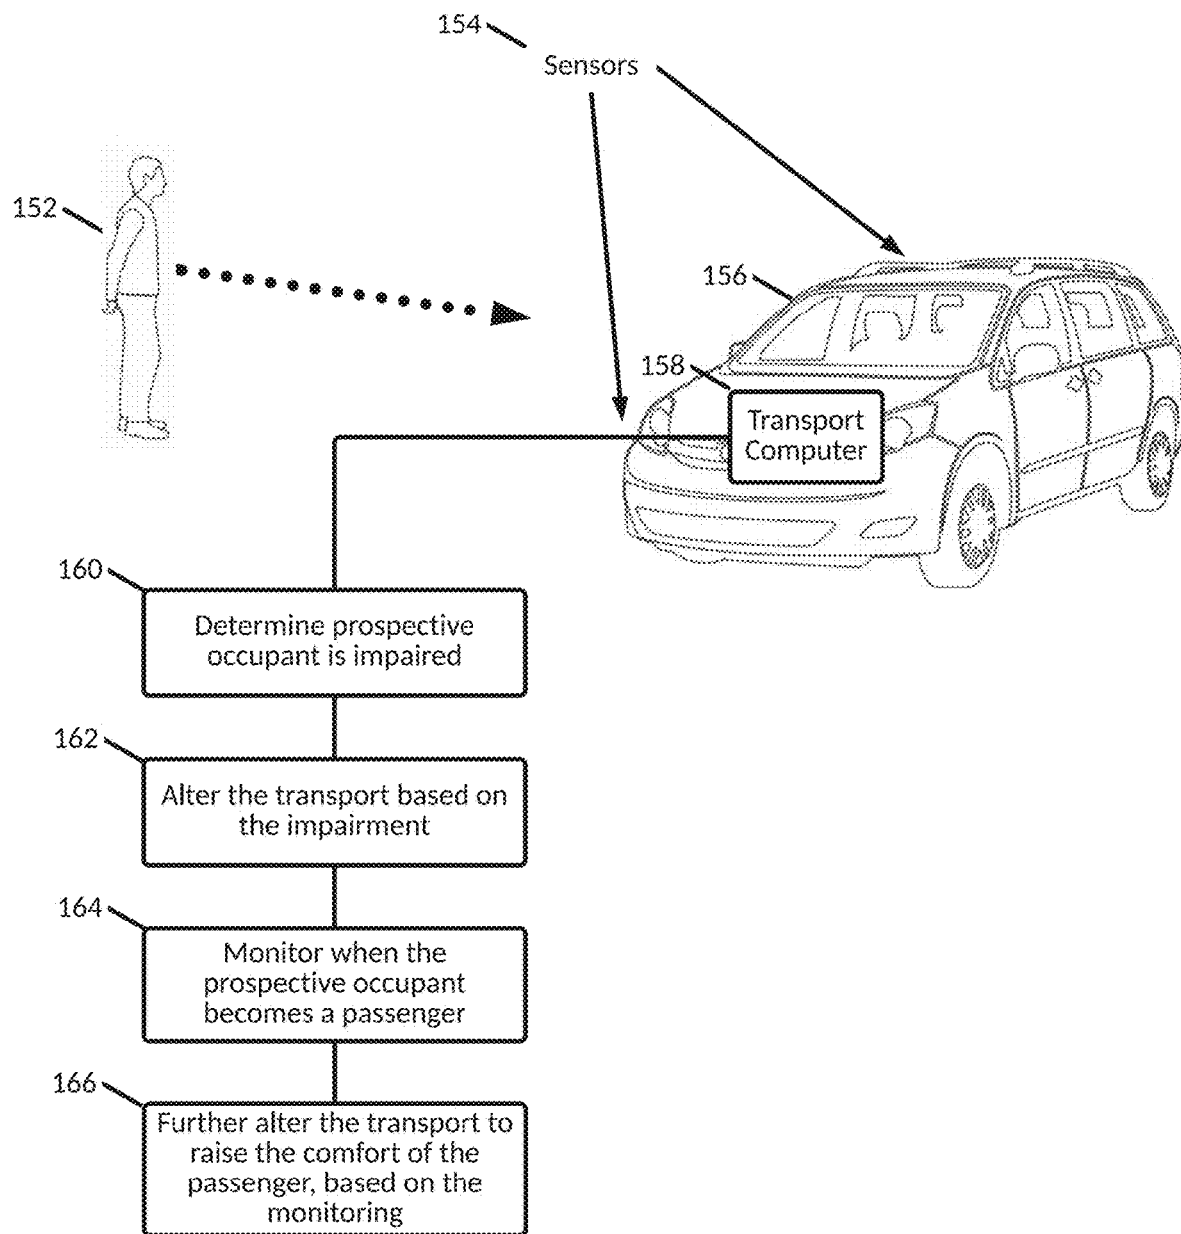 154
Sensors
152
156
158
Transport
Computer
160
Determine prospective
occupant is impaired
162
Alter the transport based on
the impairment
164
Monitor when the
prospective occupant
becomes a passenger
166
Further alter the transport to
raise the comfort of the
passenger, based on the
monitoring